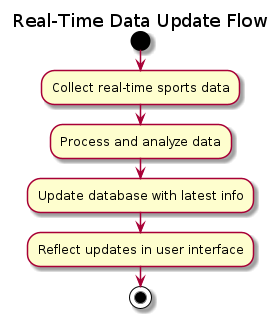 Real-Time Data Update Flow
Collect real-time sports data
Process and analyze data
Update database with latest info
Reflect updates in user interface